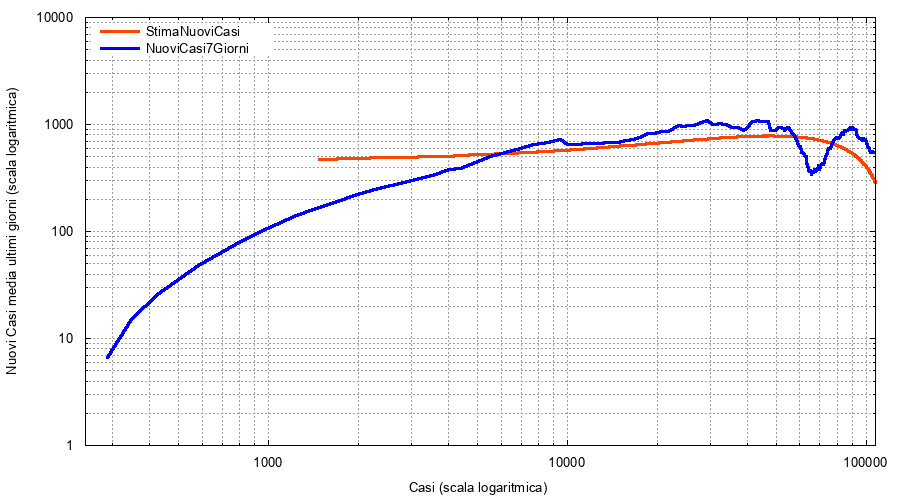 10000
StimaNuoviCasi
NuoviCasi7Giorni
1000
100
10
1
Nuovi Casi media ultimi giorni (scala logaritmica)
1000
10000
100000
Casi (scala logaritmica)